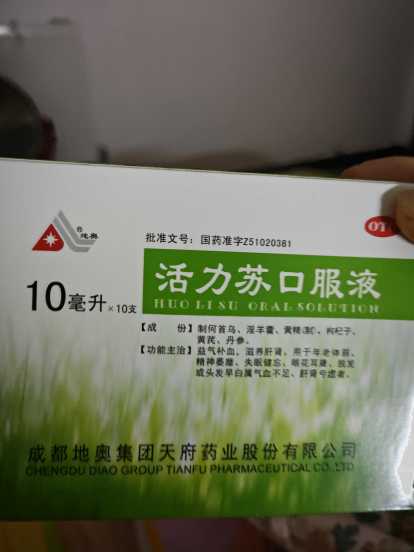 ®
地奥
批准文号：国药准字Z51020381
OT
活力苏口服液
HUO LI SU ORAL SOLUTION
10毫升×10支
【成　　份】制何首乌、淫羊藿、黄精(制)、枸杞子、
黄芪、丹参。
【功能主治】益气补血，滋养肝肾。用于年老体弱，
精神萎靡，失眠健忘，眼花耳聋，脱发
或头发早白属气血不足、肝肾亏虚者。
成都地奥集团天府药业股份有限公司
CHENGDU DIAO GROUP TIANFU PHARMACEUTICAL CO.,LTD